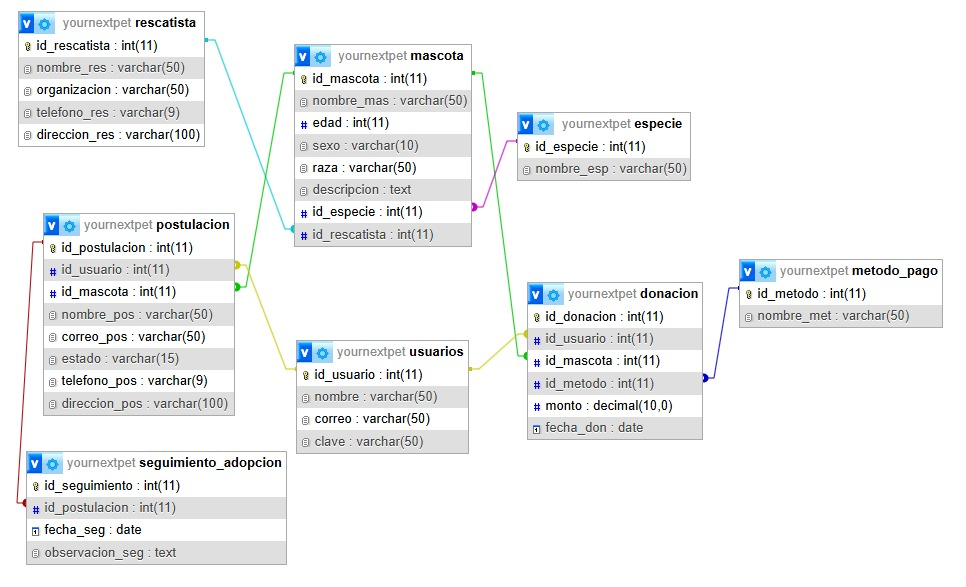 yournextpet rescatista
id_rescatista : int(11)
nombre_res : varchar(50)
organizacion : varchar(50)
telefono_res : varchar(9)
direccion_res : varchar(100)
yournextpet mascota
id_mascota : int(11)
nombre_mas : varchar(50)
edad : int(11)
sexo : varchar(10)
raza : varchar(50)
descripcion : text
id_especie : int(11)
id_rescatista : int(11)
yournextpet especie
id_especie : int(11)
nombre_esp : varchar(50)
yournextpet postulacion
id_postulacion : int(11)
id_usuario : int(11)
id_mascota : int(11)
nombre_pos : varchar(50)
correo_pos : varchar(50)
estado : varchar(15)
telefono_pos : varchar(9)
direccion_pos : varchar(100)
yournextpet usuarios
id_usuario : int(11)
nombre : varchar(50)
correo : varchar(50)
clave : varchar(50)
yournextpet donacion
id_donacion : int(11)
id_usuario : int(11)
id_mascota : int(11)
id_metodo : int(11)
monto : decimal(10,0)
fecha_don : date
yournextpet metodo_pago
id_metodo : int(11)
nombre_met : varchar(50)
yournextpet seguimiento_adopcion
id_seguimiento : int(11)
id_postulacion : int(11)
fecha_seg : date
observacion_seg : text